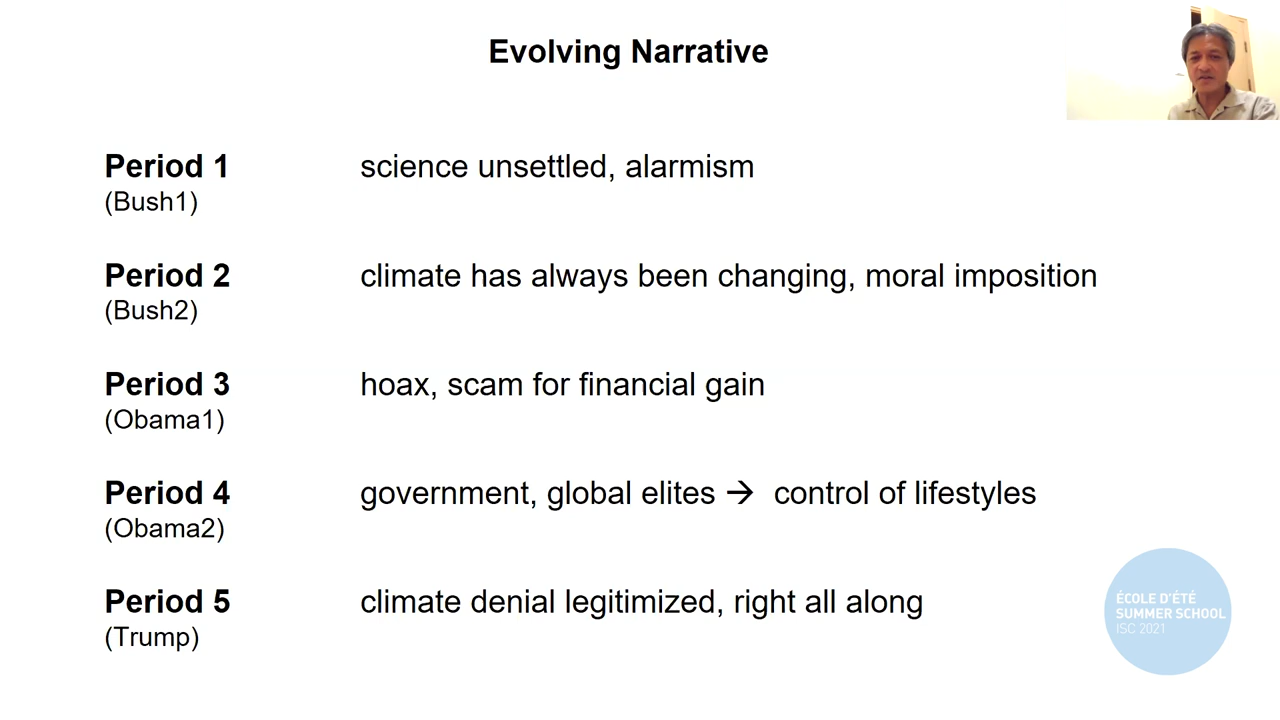 Evolving Narrative
Period 1 science unsettled, alarmism
(Bush1)
Period 2 climate has always been changing, moral imposition
(Bush2)
Period 3 hoax, scam for financial gain
(Obama1)
Period 4 government, global elites → control of lifestyles
(Obama2)
Period 5 climate denial legitimized, right all along
(Trump)
ÉCOLE D'ÉTÉ
SUMMER SCHOOL
ISC 2021